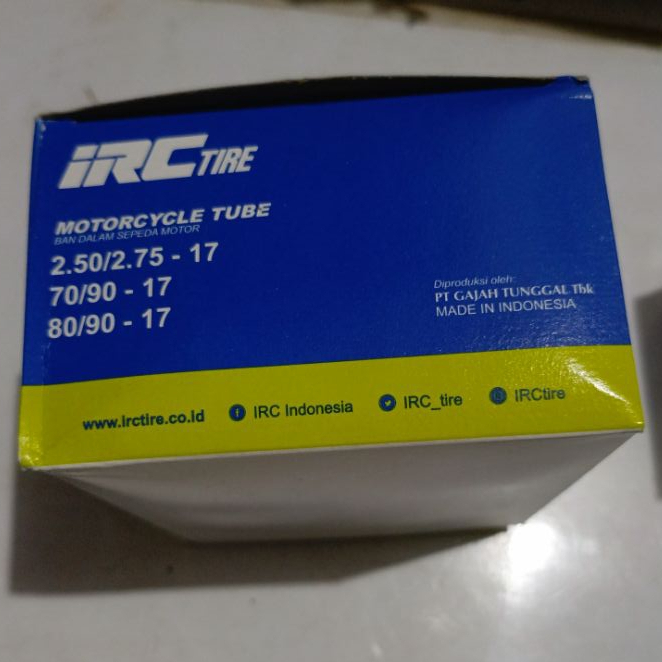 IRC TIRE
MOTORCYCLE TUBE
BAN DALAM SEPEDA MOTOR
2.50/2.75 - 17
70/90 - 17
80/90 - 17
Diproduksi oleh:
PT GAJAH TUNGGAL Tbk
MADE IN INDONESIA
www.irctire.co.id IRC Indonesia IRC_tire IRCtire